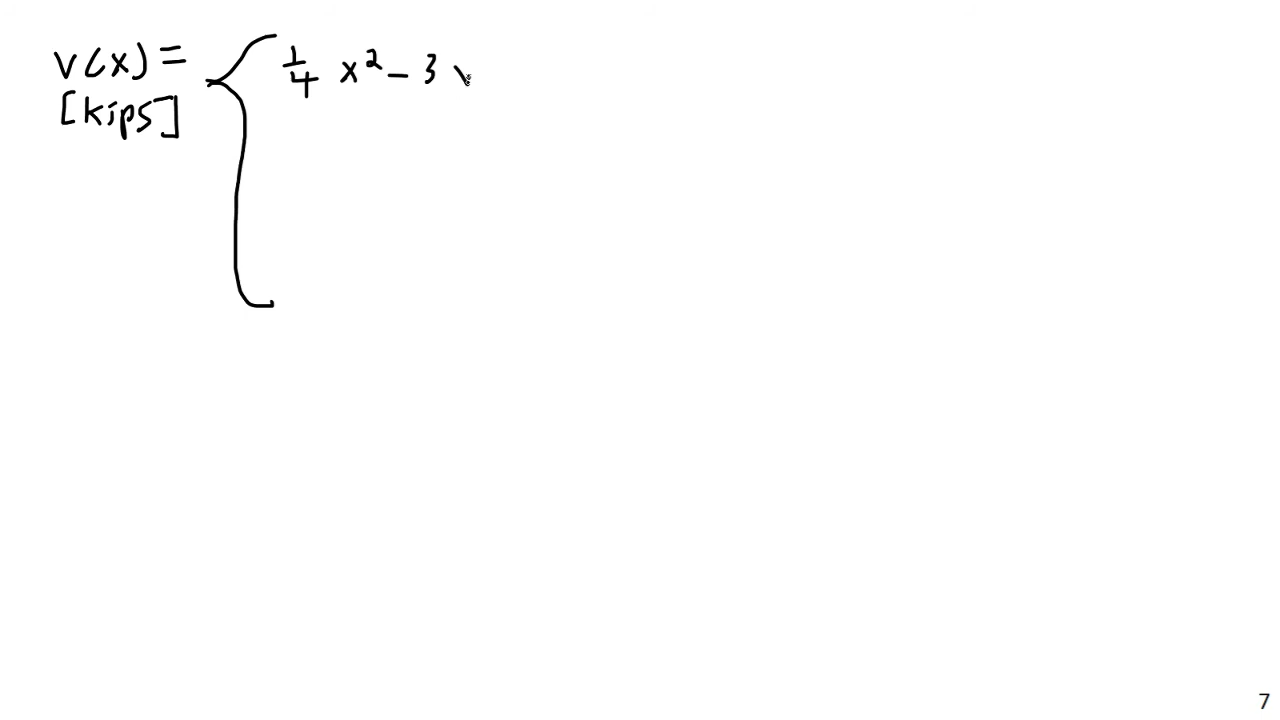 v(x) = { 1/4 x² - 3
[kips]
7